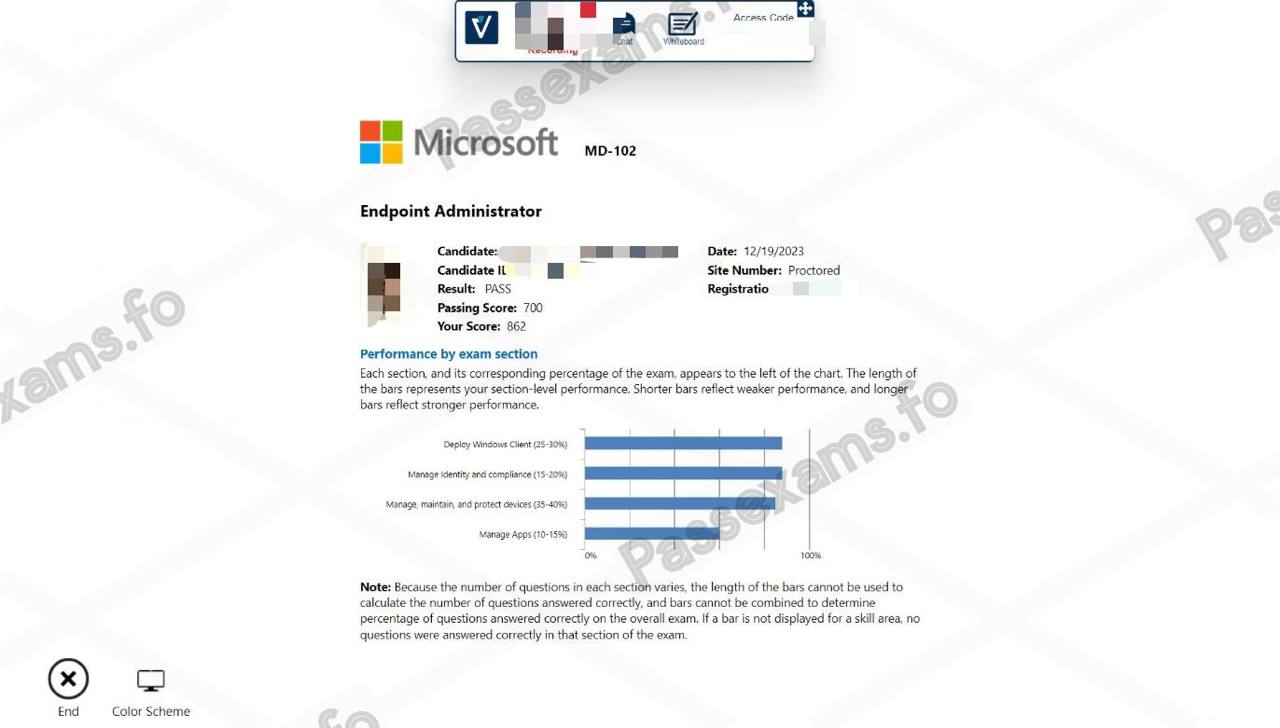 Access Code
Recording
Chat
Whiteboard
Microsoft MD-102
Endpoint Administrator
Candidate:
Date: 12/19/2023
Site Number: Proctored
Candidate
Result: PASS
Registratio
Passing Score: 700
Your Score: 862
Performance by exam section
Each section, and its corresponding percentage of the exam, appears to the left of the chart. The length of
the bars represents your section-level performance. Shorter bars reflect weaker performance, and longer
bars reflect stronger performance.
Deploy Windows Client (25-30%)
Manage identity and compliance (15-20%)
Manage, maintain, and protect devices (35-40%)
Manage Apps (10-15%)
0% 100%
Note: Because the number of questions in each section varies, the length of the bars cannot be used to
calculate the number of questions answered correctly, and bars cannot be combined to determine
percentage of questions answered correctly on the overall exam. If a bar is not displayed for a skill area, no
questions were answered correctly in that section of the exam.
End
Color Scheme
Passexams.fo
xams.fo
Passexams.fo
Pas